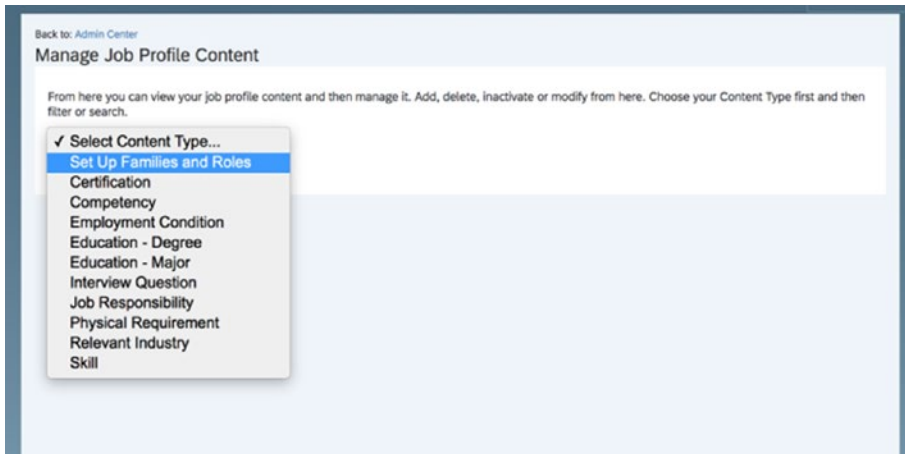 Back to: Admin Center
Manage Job Profile Content
From here you can view your job profile content and then manage it. Add, delete, inactivate or modify from here. Choose your Content Type first and then
filter or search.
✓ Select Content Type...
Set Up Families and Roles
Certification
Competency
Employment Condition
Education - Degree
Education - Major
Interview Question
Job Responsibility
Physical Requirement
Relevant Industry
Skill